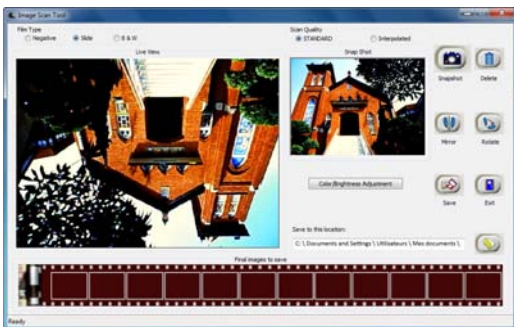 Image Scan Tool
Film Type
Negative
Slide
B & W
Scan Quality
STANDARD
Interpolated
Live View
Snap Shot
Snapshot
Delete
Mirror
Rotate
Color/Brightness Adjustment
Save
Exit
Save to this location:
C: \ Documents and Settings \ Utilisateurs \ Mes documents \
Final images to save
Ready